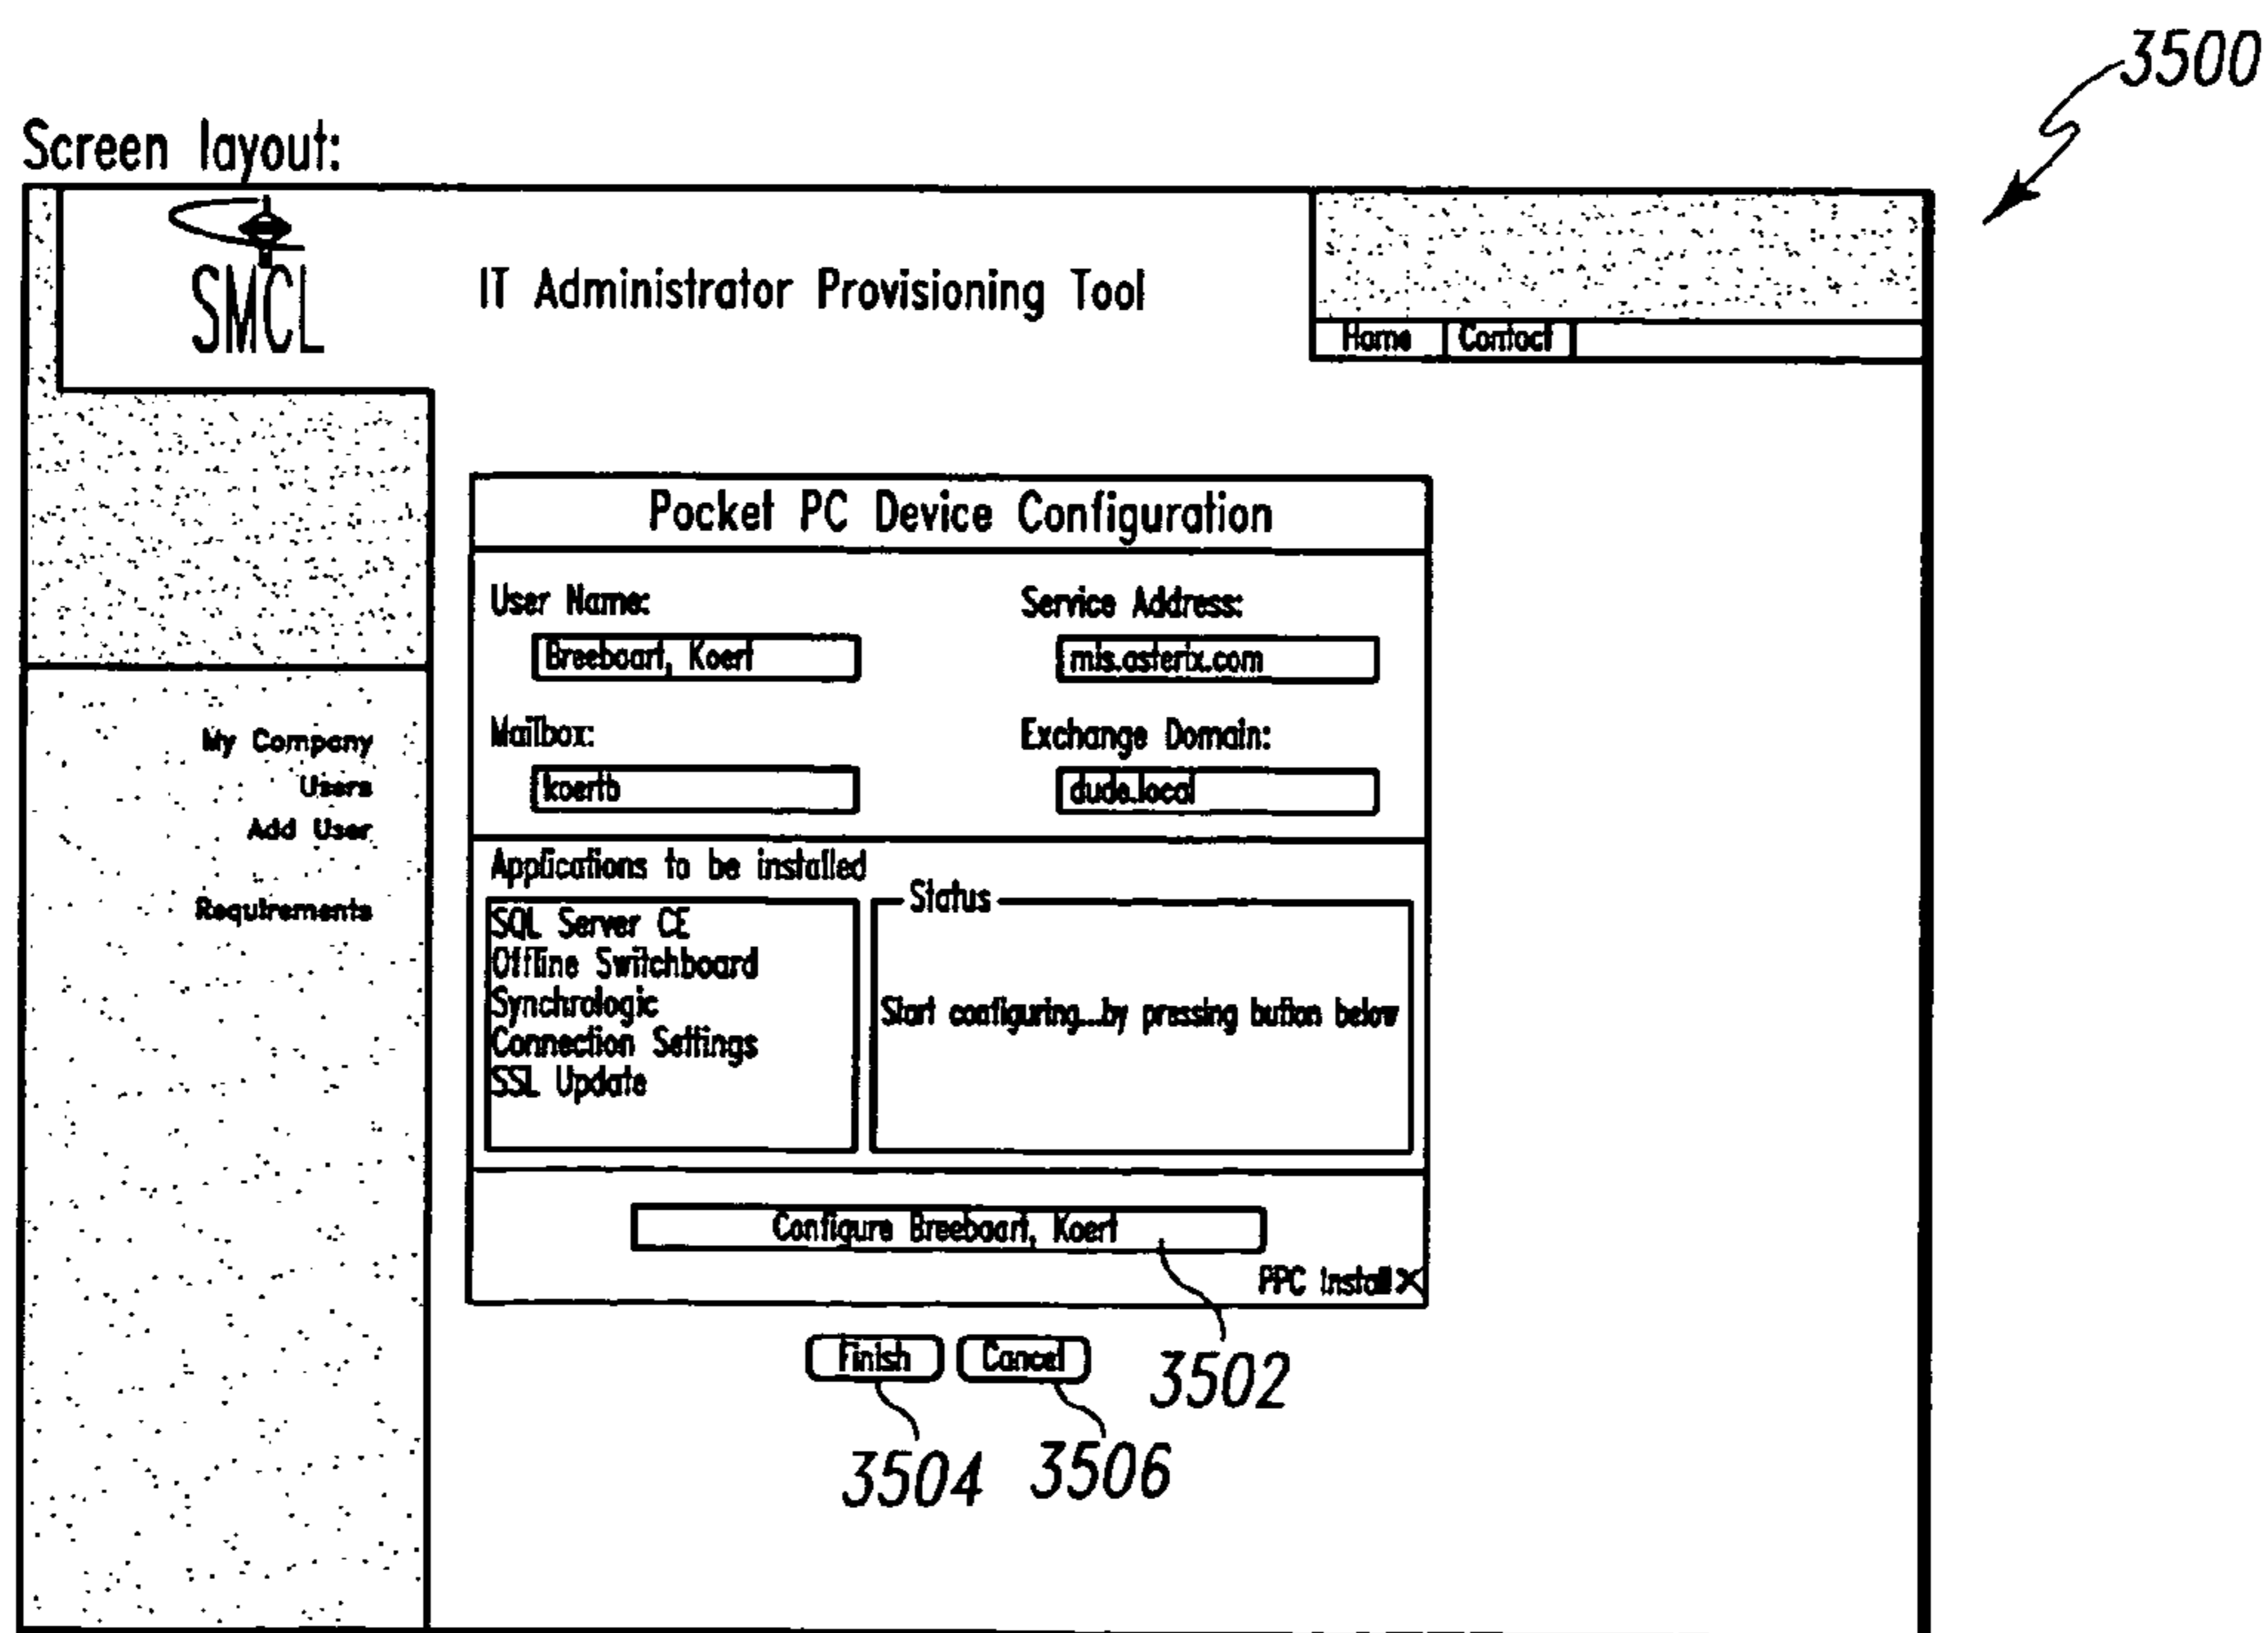 3500
Screen layout:
SMCL
IT Administrator Provisioning Tool
Home Contact
Pocket PC Device Configuration
User Name:
Service Address:
Breebaart, Koert
mis.asterix.com
Mailbox:
Exchange Domain:
koertb
dude.local
My Company
Users
Add User
Requirements
Applications to be installed
SQL Server CE
Offline Switchboard
Synchrologic
Connection Settings
SSL Update
Status
Start configuring...by pressing button below
Configure Breebaart, Koert
PPC Install X
Finish Cancel
3502
3504
3506